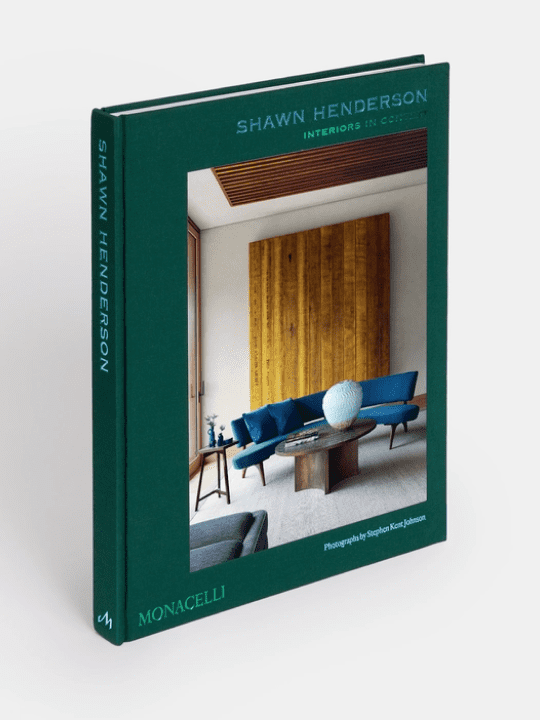 SHAWN HENDERSON
SHAWN HENDERSON
INTERIORS IN
Photographs by Stephen Kent Johnson
MONACELLI